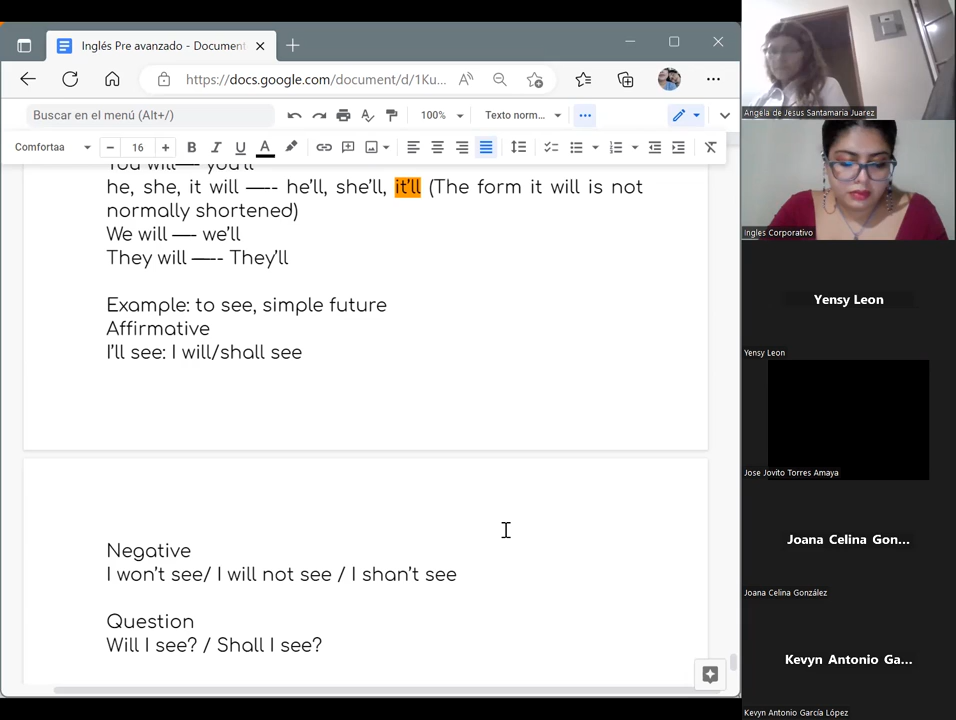 Inglés Pre avanzado - Document
https://docs.google.com/document/d/1Ku...
Buscar en el menú (Alt+/)
100%
Texto norm...
Comfortaa
16
You will—-- you'll
he, she, it will —-- he'll, she'll, it'll (The form it will is not
normally shortened)
We will —- we'll
They will —-- They'll
Example: to see, simple future
Affirmative
I'll see: I will/shall see
Negative
I won't see/ I will not see / I shan't see
Question
Will I see? / Shall I see?
Angela de Jesus Santamaria Juarez
Ingles Corporativo
Yensy Leon
Yensy Leon
Jose Jovito Torres Amaya
Joana Celina Gon...
Joana Celina González
Kevyn Antonio Ga...
Kevyn Antonio García López